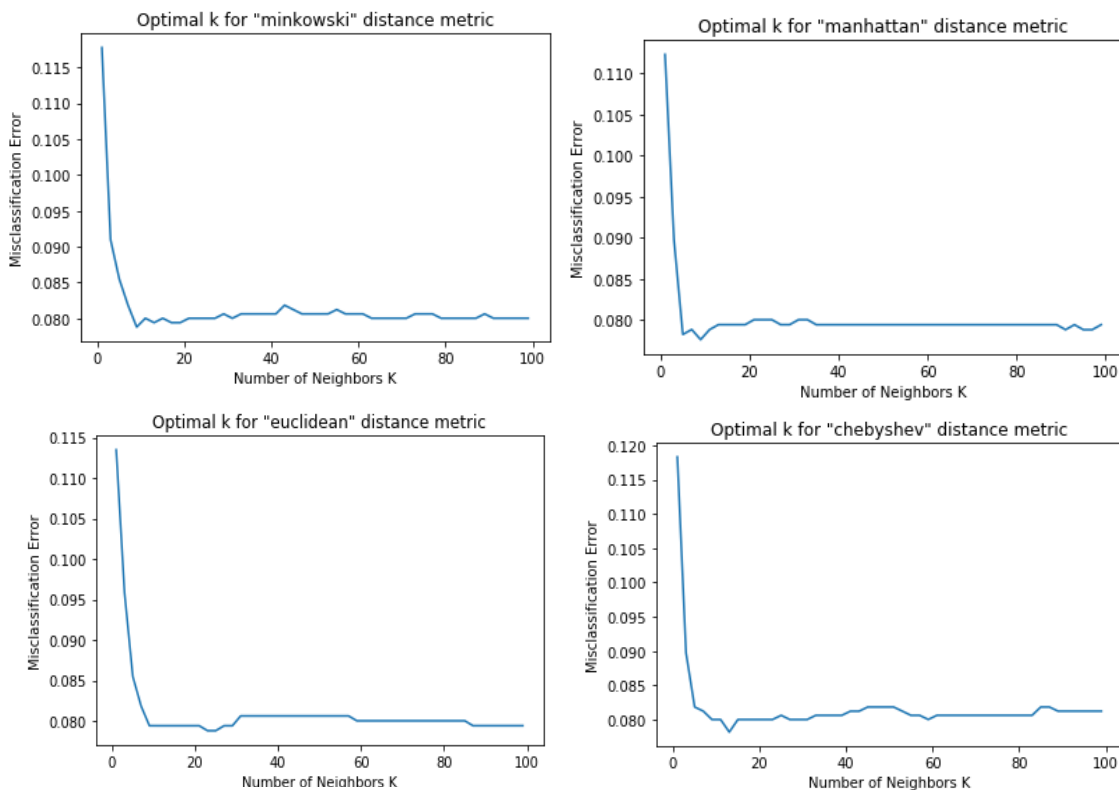 Optimal k for "minkowski" distance metric
0.115
0.110
0.105
0.100
0.095
0.090
0.085
0.080
Misclassification Error
0 20 40 60 80 100
Number of Neighbors K
Optimal k for "manhattan" distance metric
0.110
0.105
0.100
0.095
0.090
0.085
0.080
Misclassification Error
0 20 40 60 80 100
Number of Neighbors K
Optimal k for "euclidean" distance metric
0.115
0.110
0.105
0.100
0.095
0.090
0.085
0.080
Misclassification Error
0 20 40 60 80 100
Number of Neighbors K
Optimal k for "chebyshev" distance metric
0.120
0.115
0.110
0.105
0.100
0.095
0.090
0.085
0.080
Misclassification Error
0 20 40 60 80 100
Number of Neighbors K